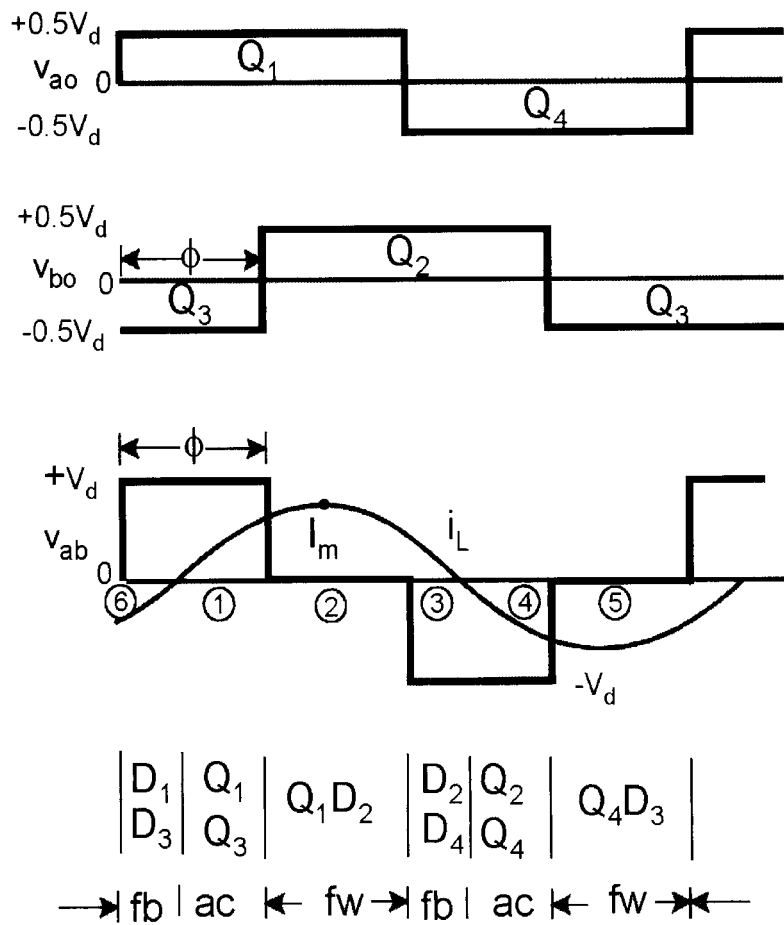 +0.5V_d
Q_1
v_ao 0
Q_4
-0.5V_d
+0.5V_d
ϕ
Q_2
v_bo 0
Q_3
Q_3
-0.5V_d
ϕ
+V_d
v_ab
I_m
i_L
0
⑥ ① ② ③ ④ ⑤
-V_d
D_1 Q_1 Q_1D_2 D_2 Q_2 Q_4D_3
D_3 Q_3 D_4 Q_4
fb ac fw fb ac fw